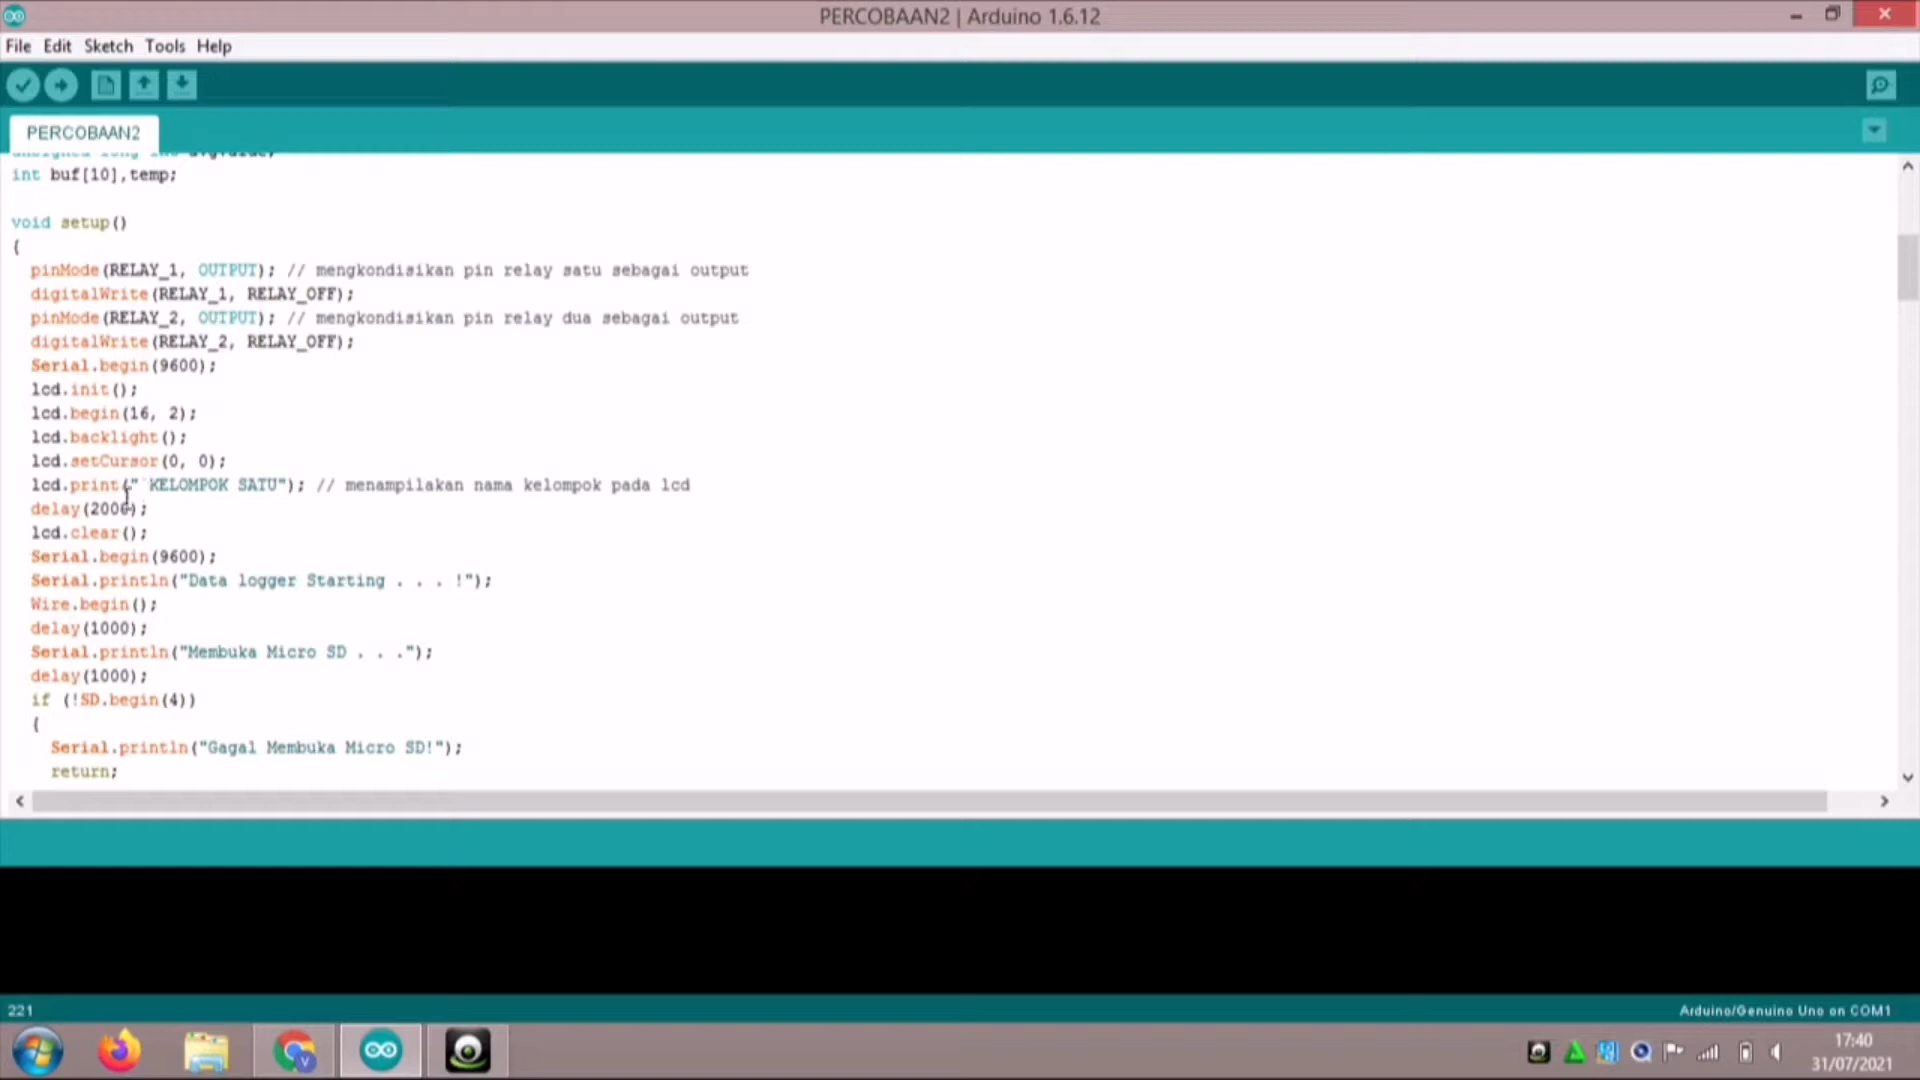 PERCOBAAN2 | Arduino 1.6.12
File Edit Sketch Tools Help
PERCOBAAN2
int buf[10],temp;
void setup()
{
pinMode(RELAY_1, OUTPUT); // mengkondisikan pin relay satu sebagai output
digitalWrite(RELAY_1, RELAY_OFF);
pinMode(RELAY_2, OUTPUT); // mengkondisikan pin relay dua sebagai output
digitalWrite(RELAY_2, RELAY_OFF);
Serial.begin(9600);
lcd.init();
lcd.begin(16, 2);
lcd.backlight();
lcd.setCursor(0, 0);
lcd.print(" KELOMPOK SATU"); // menampilakan nama kelompok pada lcd
delay(2000);
lcd.clear();
Serial.begin(9600);
Serial.println("Data logger Starting . . . !");
Wire.begin();
delay(1000);
Serial.println("Membuka Micro SD . . .");
delay(1000);
if (!SD.begin(4))
{
Serial.println("Gagal Membuka Micro SD!");
return;
221
Arduino/Genuino Uno on COM1
17:40
31/07/2021